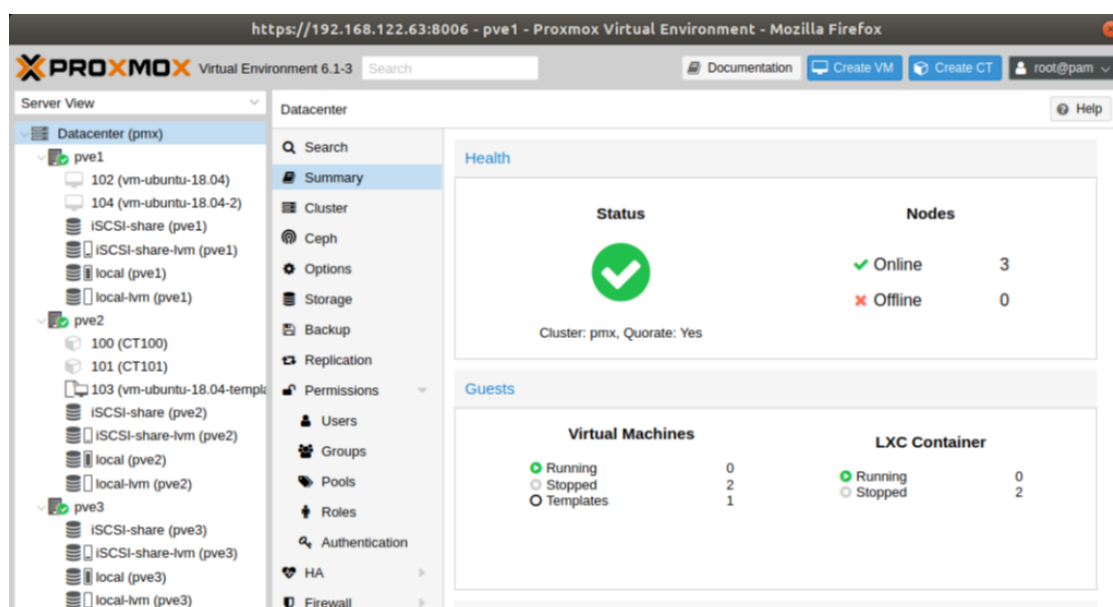 https://192.168.122.63:8006 - pve1 - Proxmox Virtual Environment - Mozilla Firefox
PROXMOX Virtual Environment 6.1-3 Search Documentation Create VM Create CT root@pam
Server View
Datacenter (pmx)
pve1
102 (vm-ubuntu-18.04)
104 (vm-ubuntu-18.04-2)
iSCSI-share (pve1)
iSCSI-share-lvm (pve1)
local (pve1)
local-lvm (pve1)
pve2
100 (CT100)
101 (CT101)
103 (vm-ubuntu-18.04-templa
iSCSI-share (pve2)
iSCSI-share-lvm (pve2)
local (pve2)
local-lvm (pve2)
pve3
iSCSI-share (pve3)
iSCSI-share-lvm (pve3)
local (pve3)
local-lvm (pve3)
Datacenter Help
Search
Summary
Cluster
Ceph
Options
Storage
Backup
Replication
Permissions
Users
Groups
Pools
Roles
Authentication
HA
Firewall
Health
Status
Cluster: pmx, Quorate: Yes
Nodes
Online 3
Offline 0
Guests
Virtual Machines
Running 0
Stopped 2
Templates 1
LXC Container
Running 0
Stopped 2